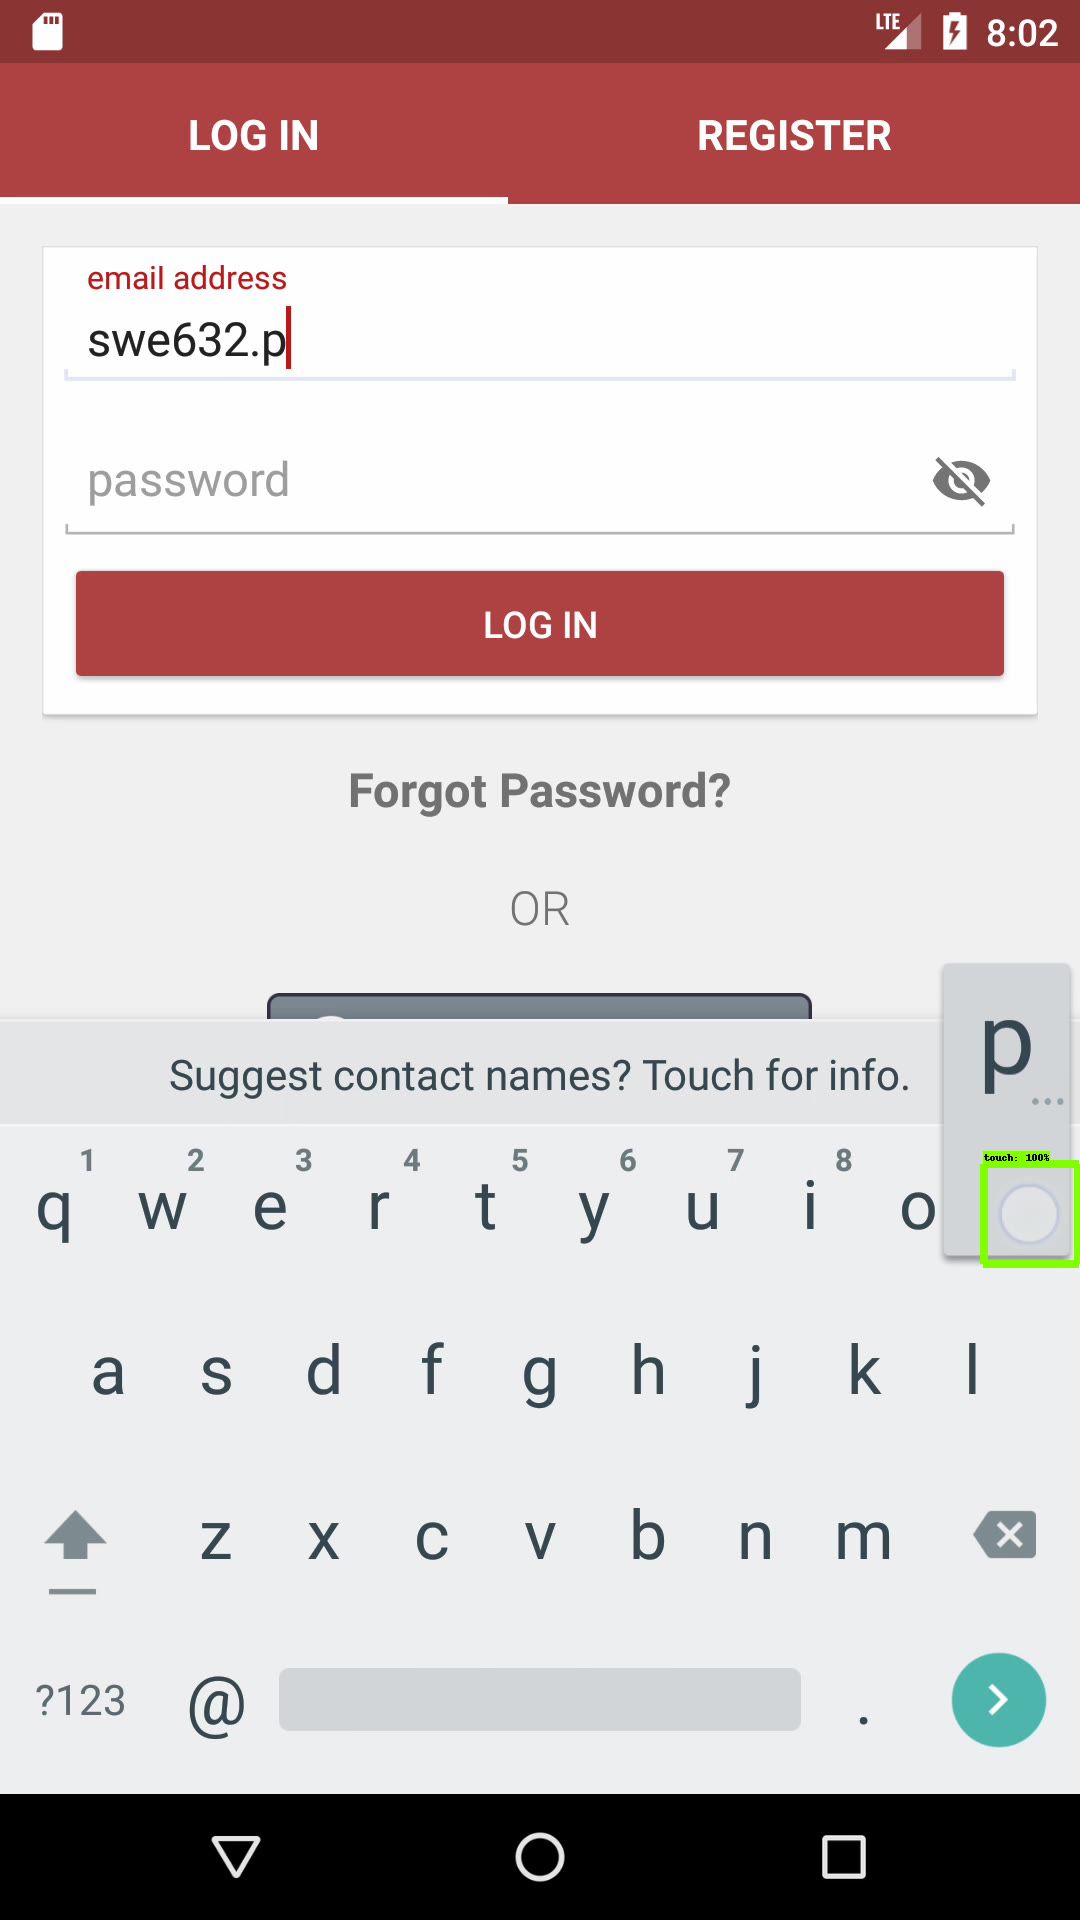 LTE 8:02
LOG IN REGISTER
email address
swe632.p
password
LOG IN
Forgot Password?
OR
p
...
Suggest contact names? Touch for info.
touch: 100%
1 2 3 4 5 6 7 8
q w e r t y u i o
a s d f g h j k l
z x c v b n m
?123 @ .